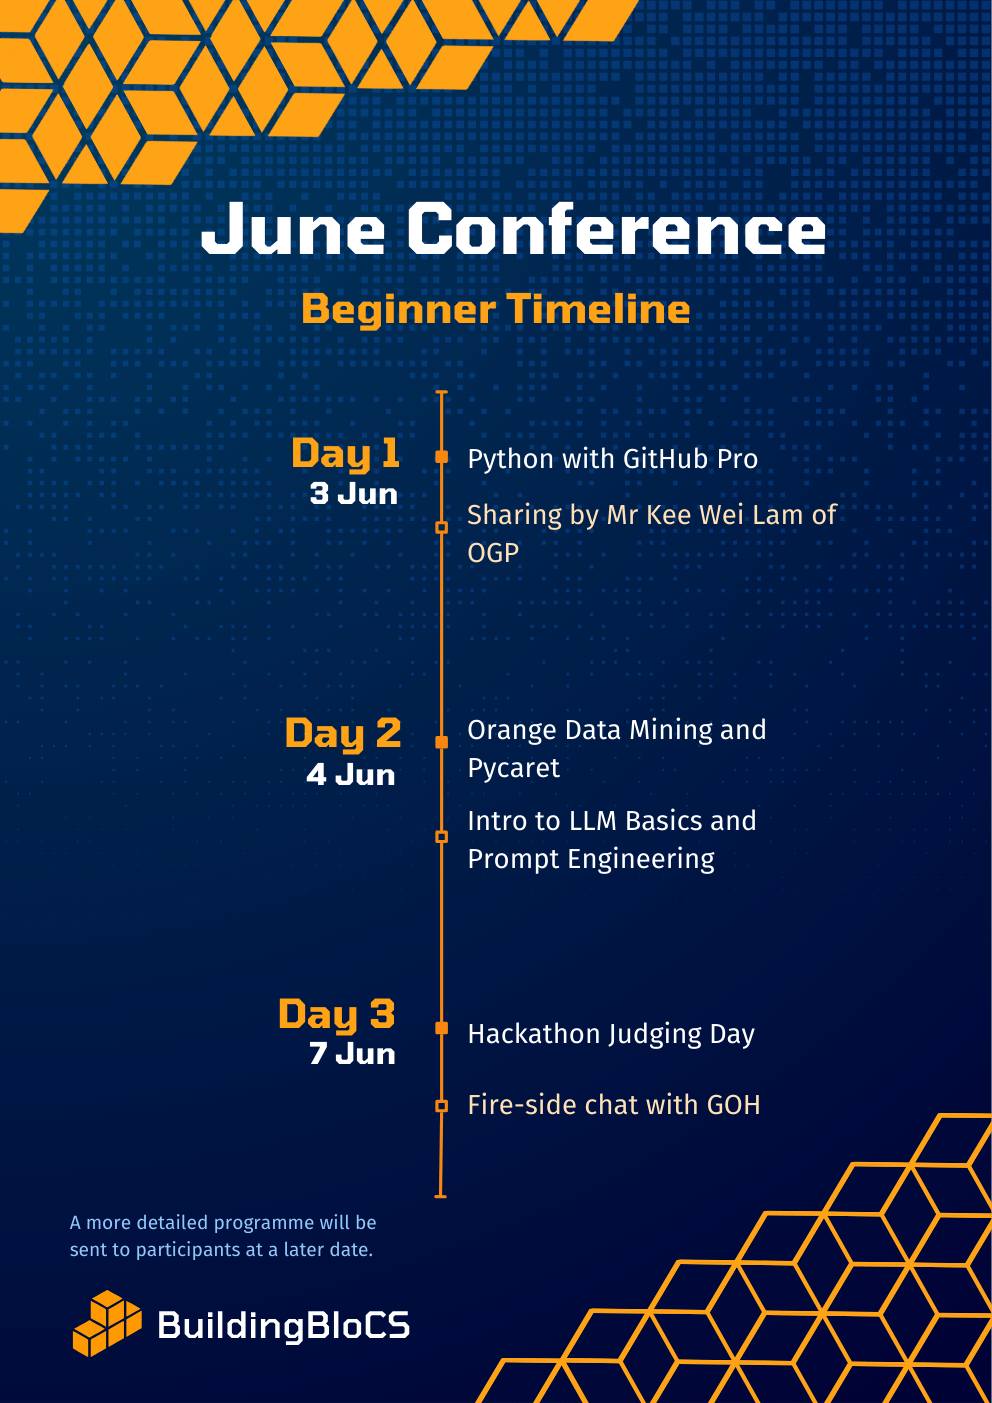 June Conference
Beginner Timeline
Day 1
3 Jun
Python with GitHub Pro
Sharing by Mr Kee Wei Lam of
OGP
Day 2
4 Jun
Orange Data Mining and
Pycaret
Intro to LLM Basics and
Prompt Engineering
Day 3
7 Jun
Hackathon Judging Day
Fire-side chat with GOH
A more detailed programme will be
sent to participants at a later date.
BuildingBloCS